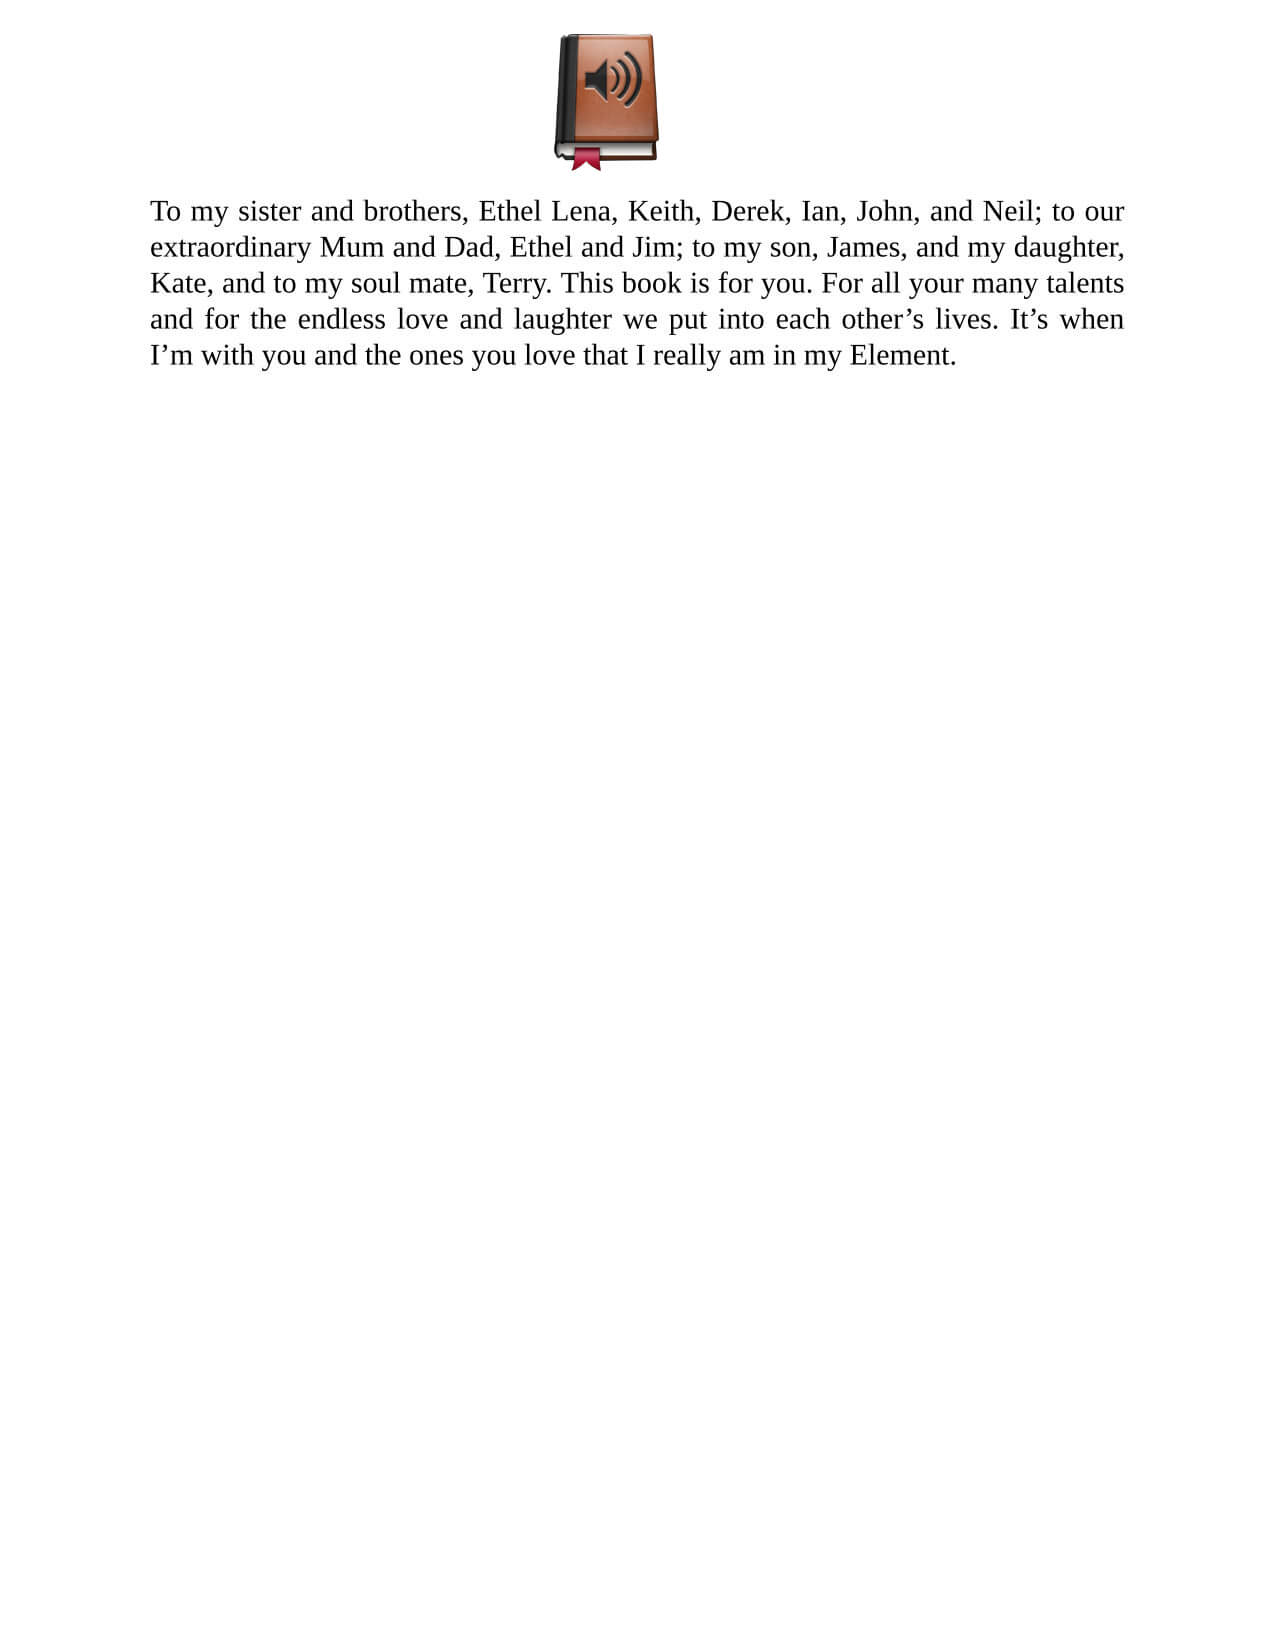 To my sister and brothers, Ethel Lena, Keith, Derek, Ian, John, and Neil; to our
extraordinary Mum and Dad, Ethel and Jim; to my son, James, and my daughter,
Kate, and to my soul mate, Terry. This book is for you. For all your many talents
and for the endless love and laughter we put into each other’s lives. It’s when
I’m with you and the ones you love that I really am in my Element.